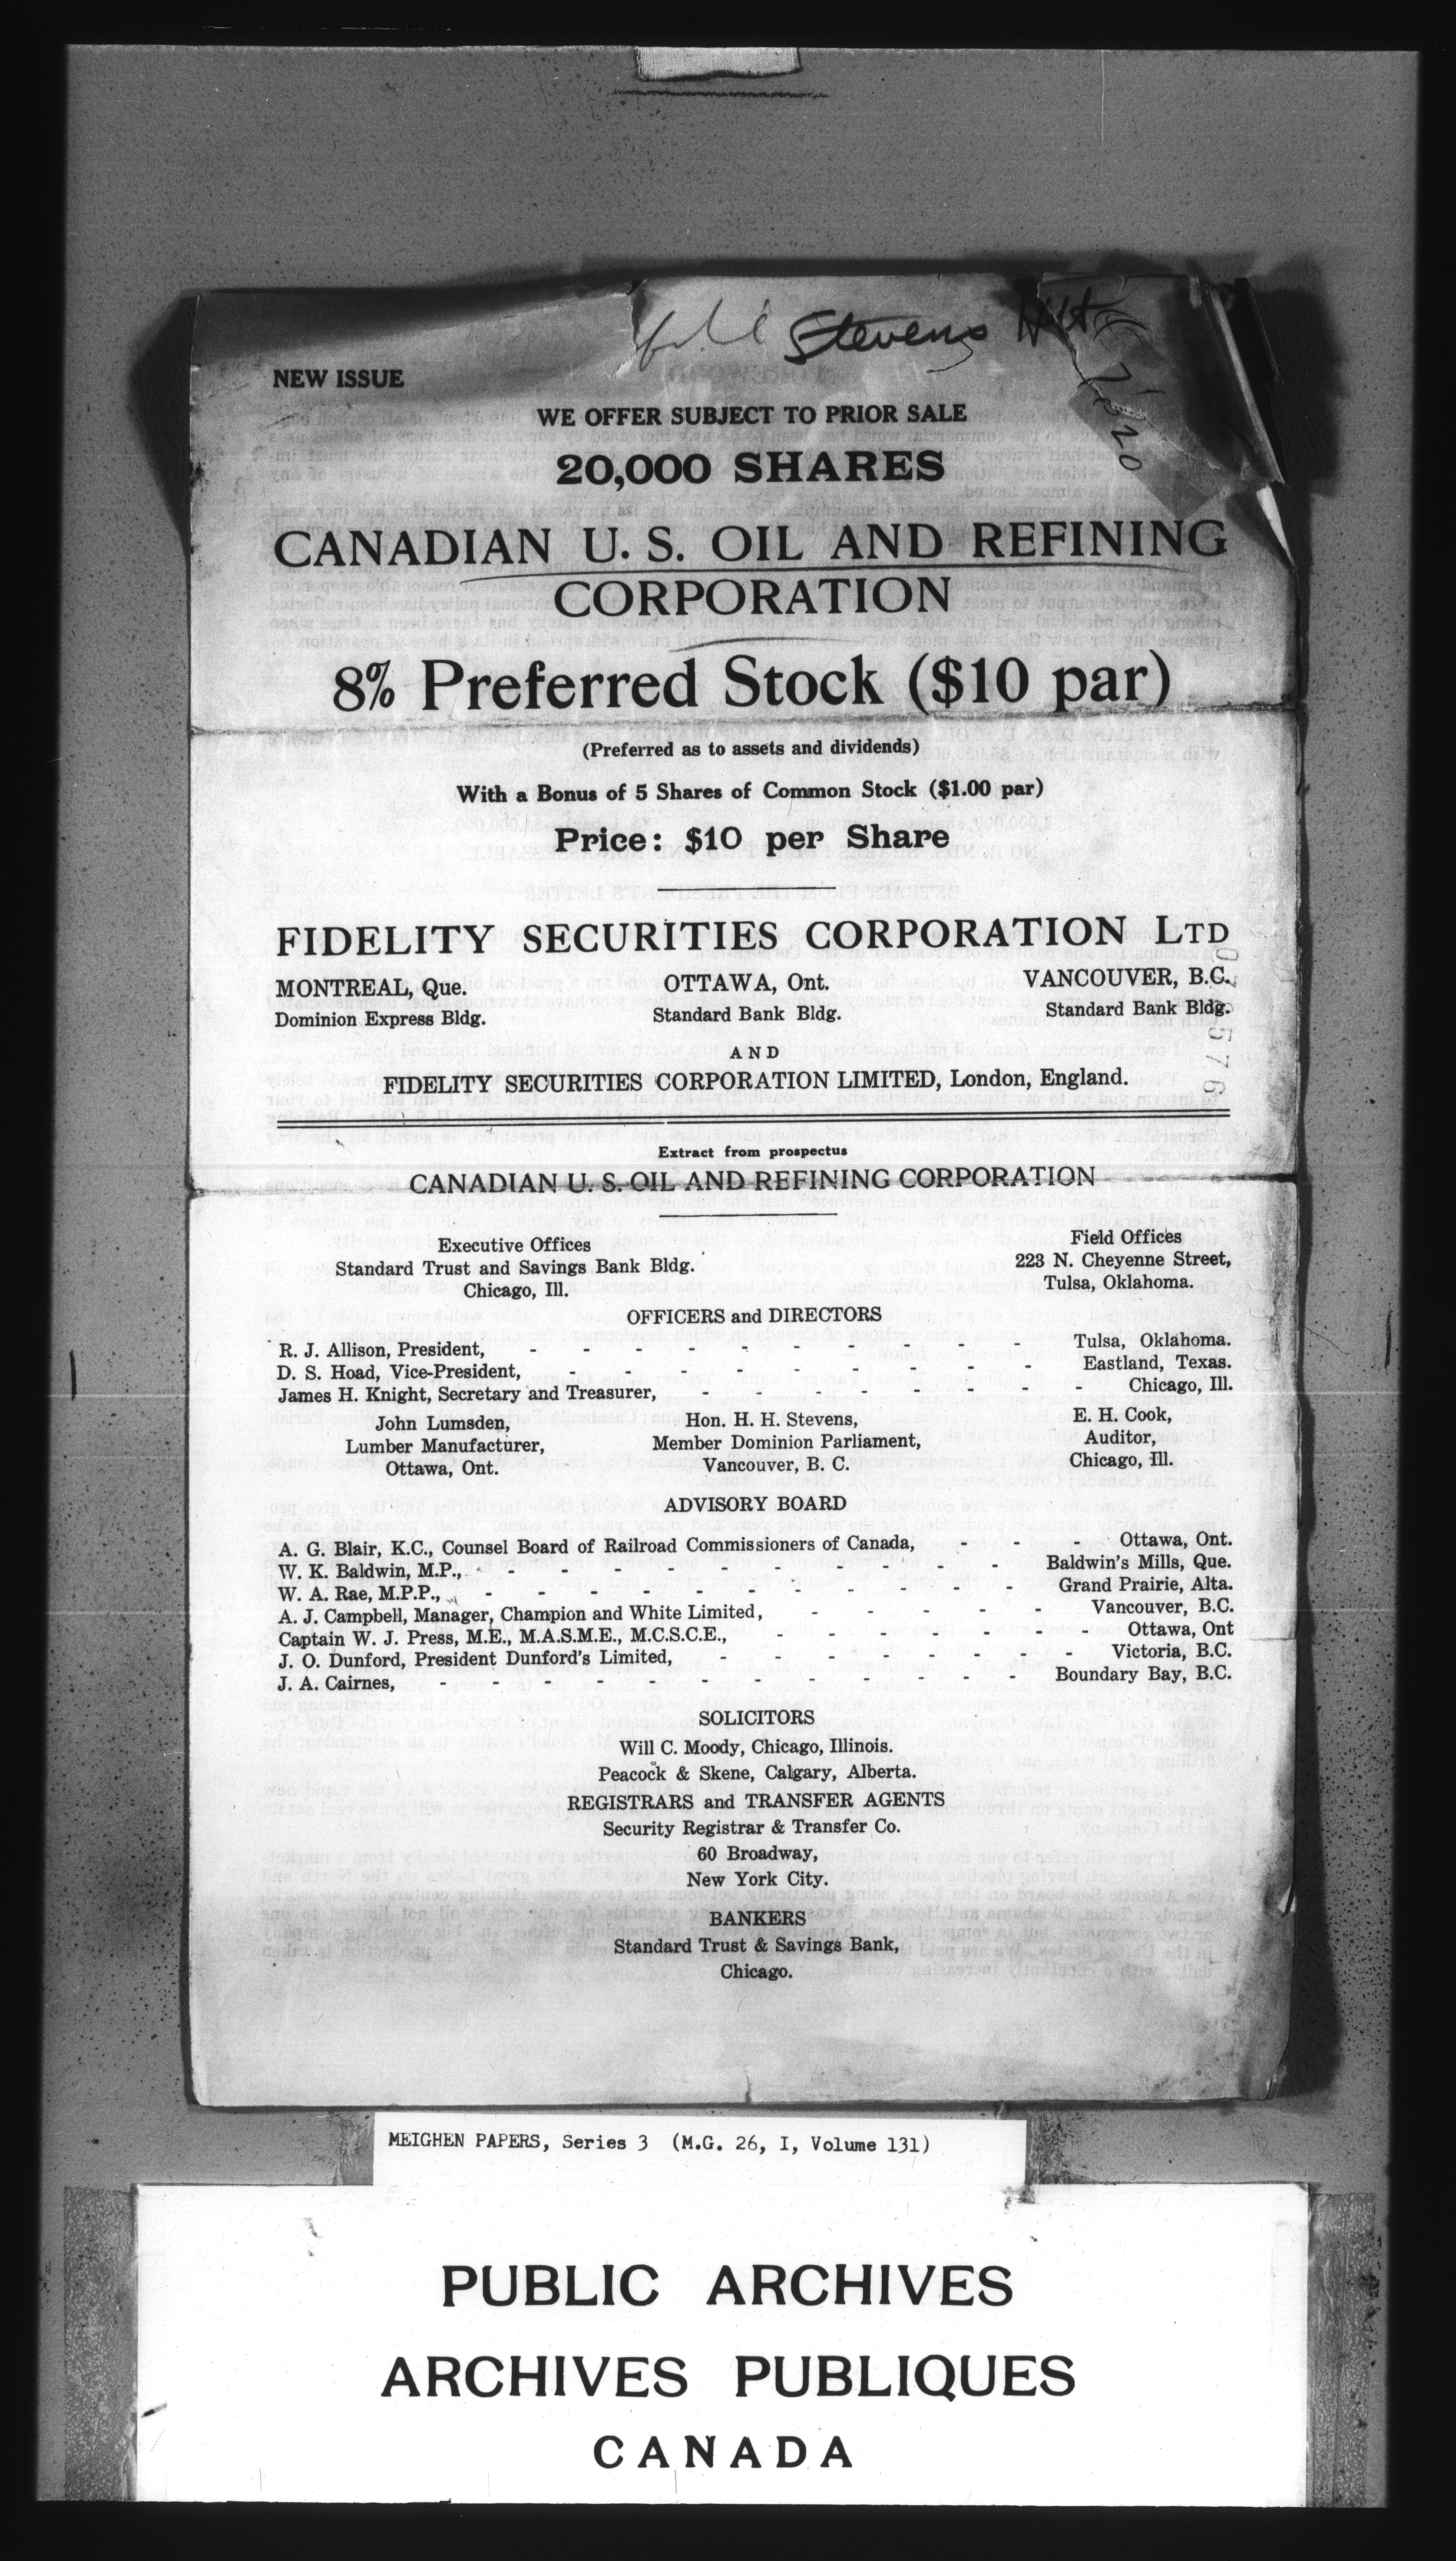 Stevens HH
NEW ISSUE
WE OFFER SUBJECT TO PRIOR SALE
20,000 SHARES
CANADIAN U. S. OIL AND REFINING
CORPORATION
8% Preferred Stock ($10 par)
(Preferred as to assets and dividends)
With a Bonus of 5 Shares of Common Stock ($1.00 par)
Price: $10 per Share
FIDELITY SECURITIES CORPORATION LTD
MONTREAL, Que. OTTAWA, Ont. VANCOUVER, B.C.
Dominion Express Bldg. Standard Bank Bldg. Standard Bank Bldg.
AND
FIDELITY SECURITIES CORPORATION LIMITED, London, England.
Extract from prospectus
CANADIAN U. S. OIL AND REFINING CORPORATION
Executive Offices
Standard Trust and Savings Bank Bldg.
Chicago, Ill.
Field Offices
223 N. Cheyenne Street,
Tulsa, Oklahoma.
OFFICERS and DIRECTORS
R. J. Allison, President, - - - - - - - - - - Tulsa, Oklahoma.
D. S. Hoad, Vice-President, - - - - - - - - - Eastland, Texas.
James H. Knight, Secretary and Treasurer, - - - - - - - - Chicago, Ill.
John Lumsden,
Lumber Manufacturer,
Ottawa, Ont.
Hon. H. H. Stevens,
Member Dominion Parliament,
Vancouver, B. C.
E. H. Cook,
Auditor,
Chicago, Ill.
ADVISORY BOARD
A. G. Blair, K.C., Counsel Board of Railroad Commissioners of Canada, - - - Ottawa, Ont.
W. K. Baldwin, M.P., - - - - - - - - - - Baldwin's Mills, Que.
W. A. Rae, M.P.P., - - - - - - - - - - - Grand Prairie, Alta.
A. J. Campbell, Manager, Champion and White Limited, - - - - - Vancouver, B.C.
Captain W. J. Press, M.E., M.A.S.M.E., M.C.S.C.E., - - - - - - - Ottawa, Ont
J. O. Dunford, President Dunford's Limited, - - - - - - - - Victoria, B.C.
J. A. Cairnes, - - - - - - - - - - - - Boundary Bay, B.C.
SOLICITORS
Will C. Moody, Chicago, Illinois.
Peacock & Skene, Calgary, Alberta.
REGISTRARS and TRANSFER AGENTS
Security Registrar & Transfer Co.
60 Broadway,
New York City.
BANKERS
Standard Trust & Savings Bank,
Chicago.
MEIGHEN PAPERS, Series 3 (M.G. 26, I, Volume 131)
PUBLIC ARCHIVES
ARCHIVES PUBLIQUES
CANADA